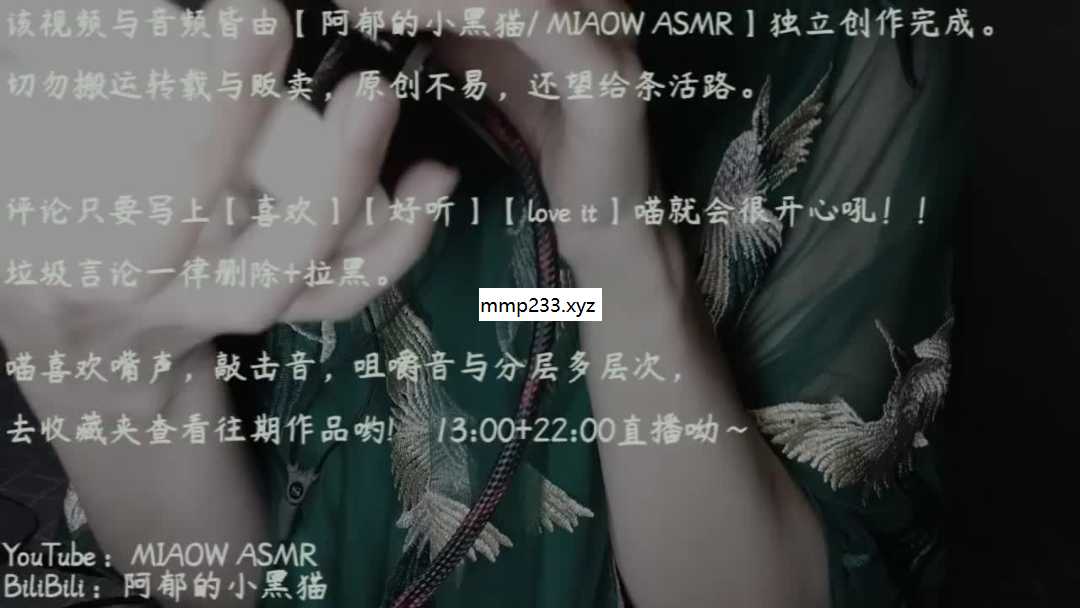 该视频与音频皆由【阿郁的小黑猫/ MIAOW ASMR】独立创作完成。
切勿搬运转载与贩卖，原创不易，还望给条活路。
评论只要写上【喜欢】【好听】【love it】喵就会很开心吼！！
垃圾言论一律删除+拉黑。
mmp233.xyz
喵喜欢嘴声，敲击音，咀嚼音与分层多层次，
去收藏夹查看往期作品哟! 13:00+22:00直播呦~
YouTube：MIAOW ASMR
BiliBili：阿郁的小黑猫